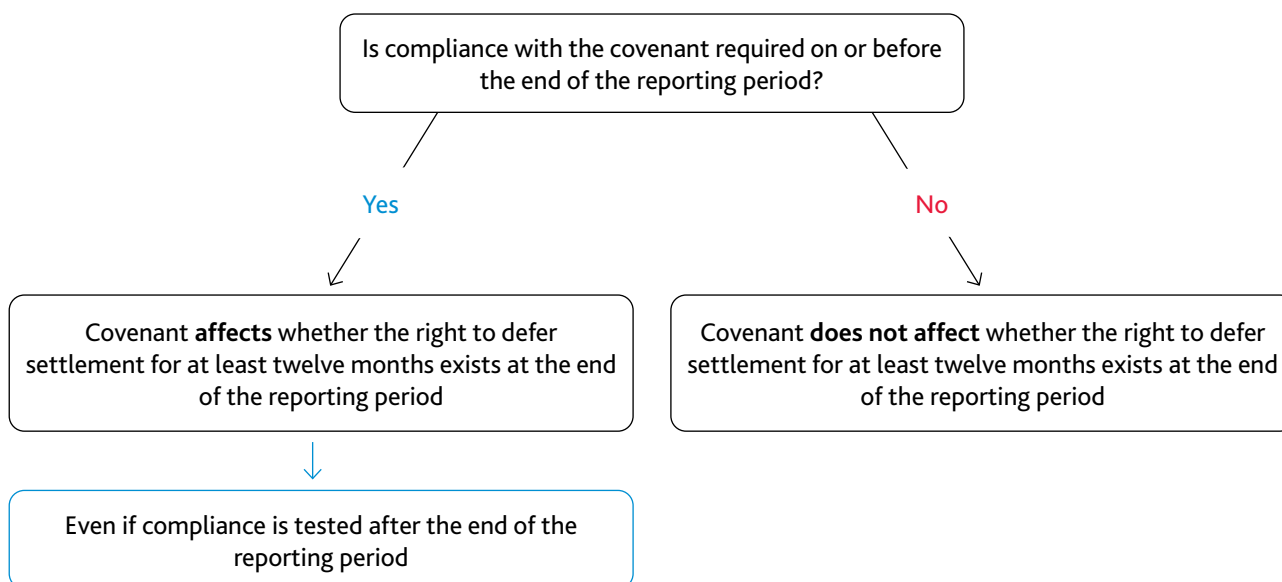 Is compliance with the covenant required on or before
the end of the reporting period?
Yes
No
Covenant affects whether the right to defer
settlement for at least twelve months exists at the end
of the reporting period
Covenant does not affect whether the right to defer
settlement for at least twelve months exists at the end
of the reporting period
Even if compliance is tested after the end of the
reporting period